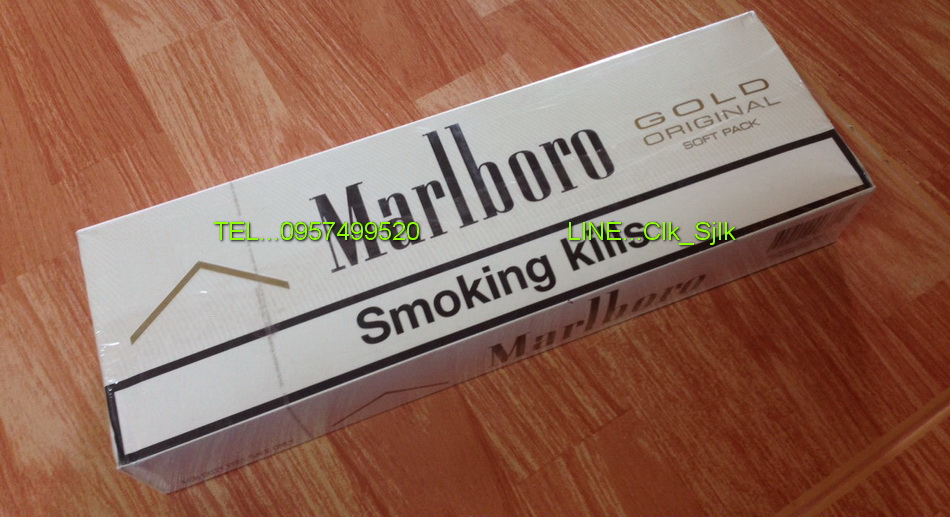 GOLD
ORIGINAL
SOFT PACK
Marlboro
TEL...0957499520
LINE...Clk_Sjlk
Smoking kills
Marlboro